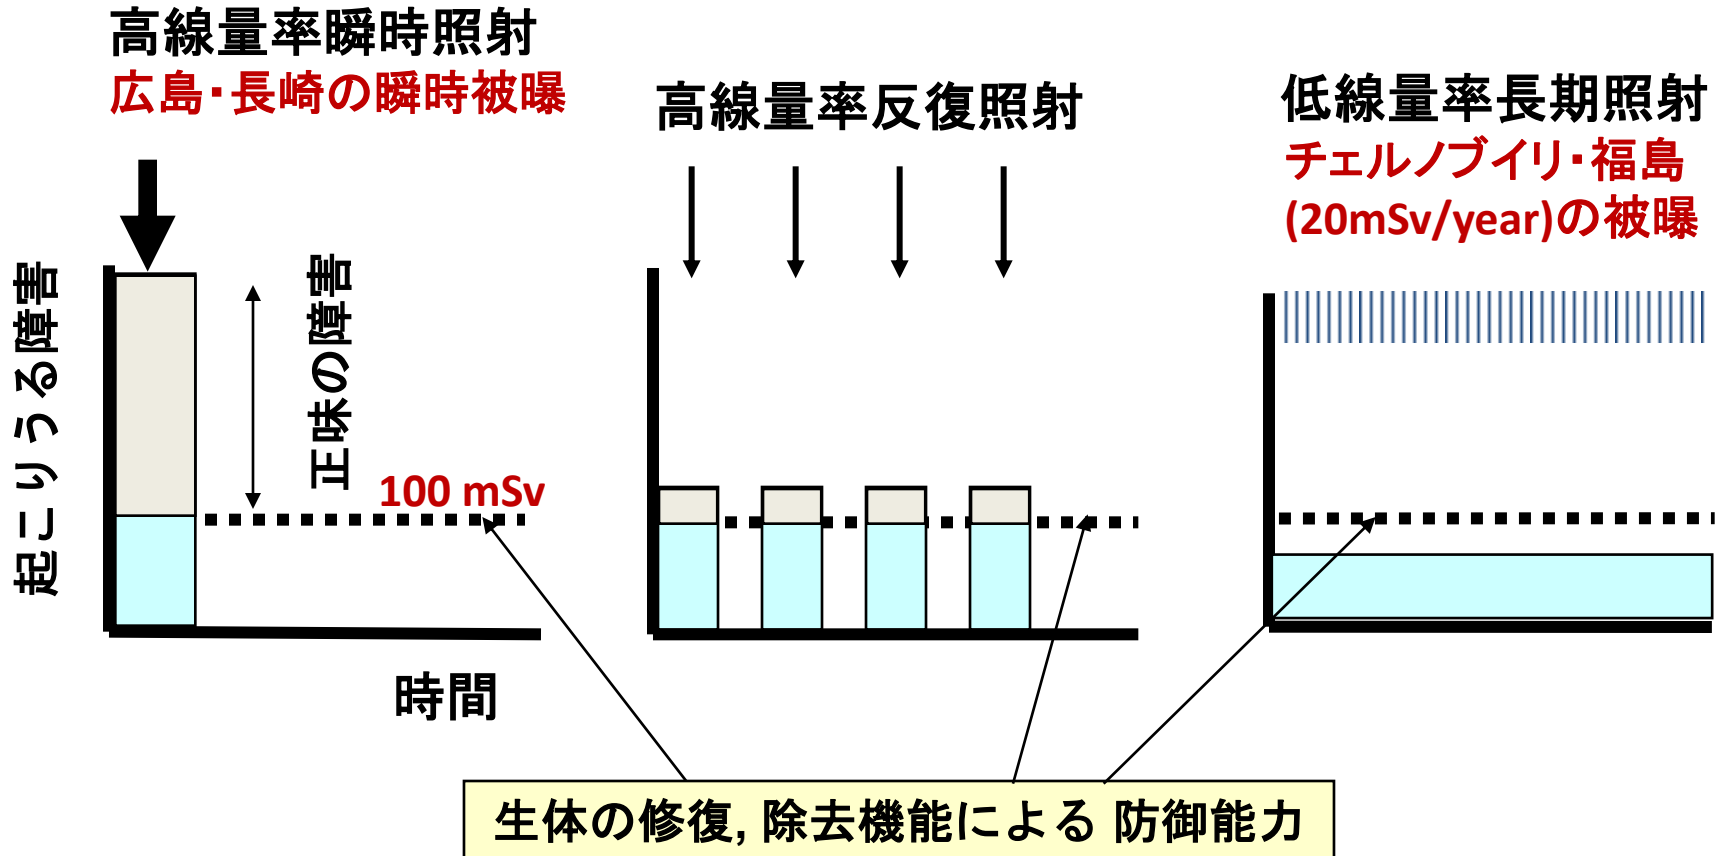 高線量率瞬時照射
広島・長崎の瞬時被曝
高線量率反復照射
低線量率長期照射
チェルノブイリ・福島
(20mSv/year)の被曝
起こりうる障害
正味の障害
100 mSv
時間
生体の修復, 除去機能による 防御能力